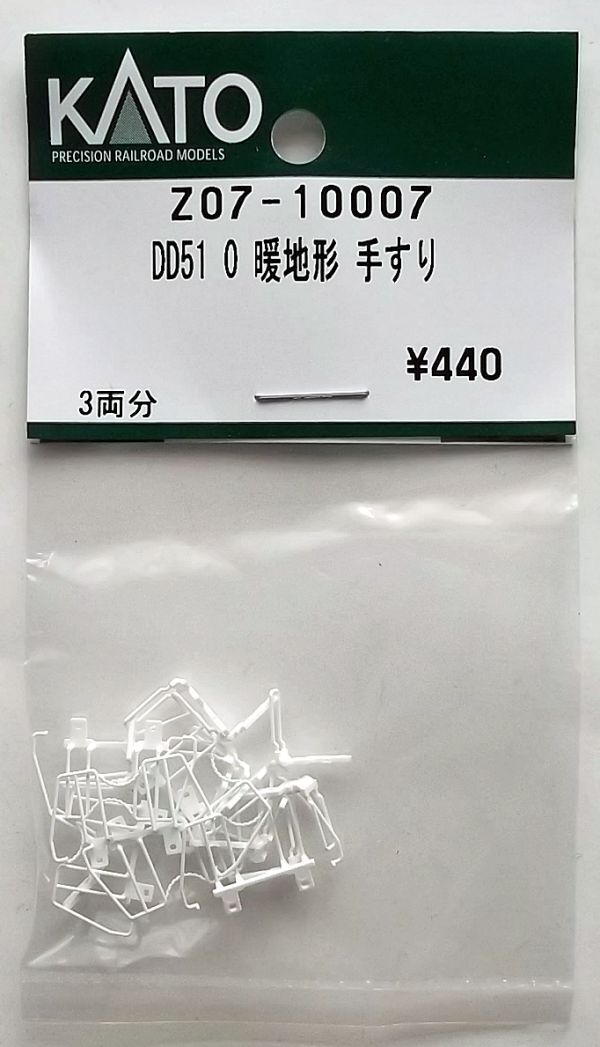 KATO
PRECISION RAILROAD MODELS
Z07-10007
DD51 0 暖地形 手すり
¥440
3両分